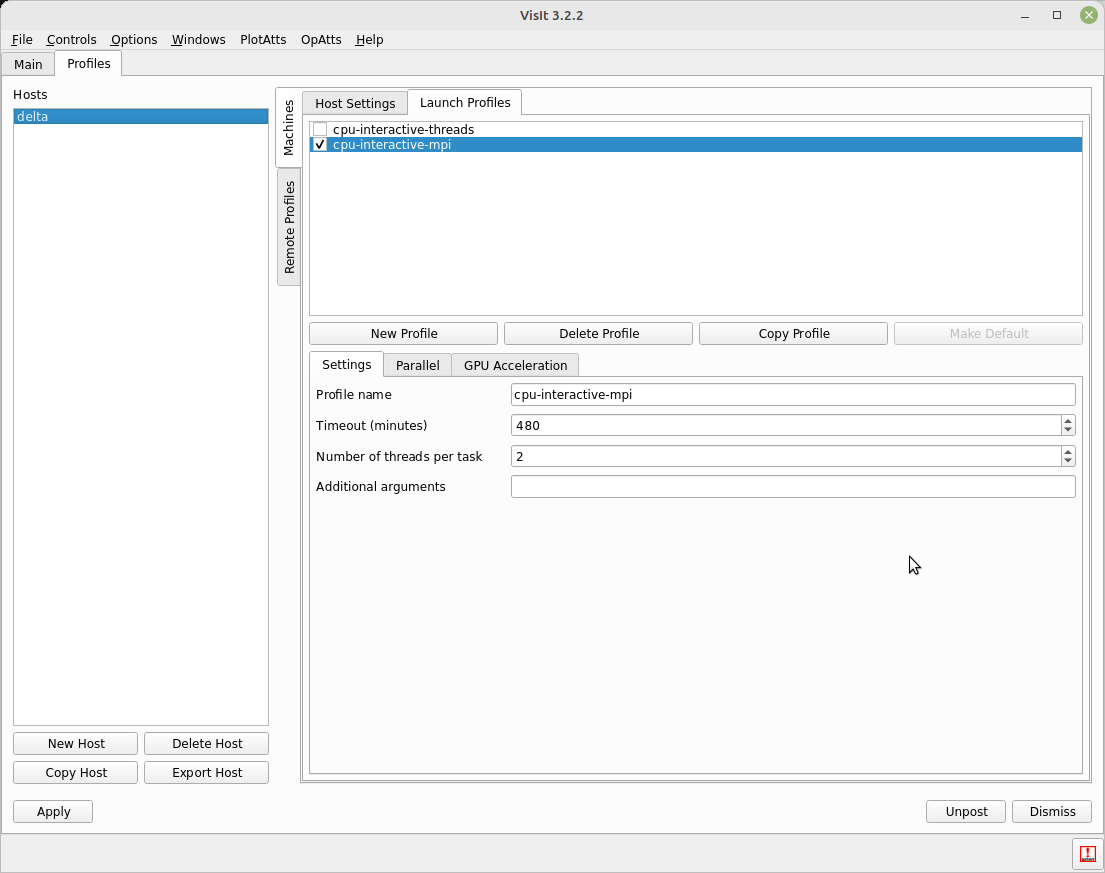 VisIt 3.2.2
File Controls Options Windows PlotAtts OpAtts Help
Main Profiles
Hosts
delta
New Host Delete Host
Copy Host Export Host
Machines
Remote Profiles
Host Settings Launch Profiles
cpu-interactive-threads
cpu-interactive-mpi
New Profile Delete Profile Copy Profile Make Default
Settings Parallel GPU Acceleration
Profile name cpu-interactive-mpi
Timeout (minutes) 480
Number of threads per task 2
Additional arguments
Apply Unpost Dismiss